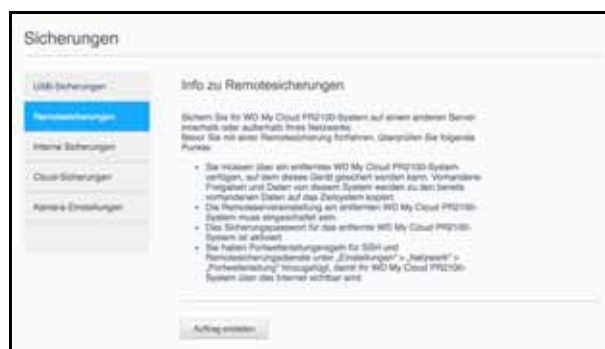 Sicherungen
USB-Sicherungen
Remotesicherungen
Interne Sicherungen
Cloud-Sicherungen
Kamera-Einstellungen
Info zu Remotesicherungen
Sichern Sie Ihr WD My Cloud PR2100-System auf einem anderen Server
innerhalb oder außerhalb Ihres Netzwerks.
Bevor Sie mit einer Remotesicherung fortfahren, überprüfen Sie folgende
Punkte:
• Sie müssen über ein entferntes WD My Cloud PR2100-System
verfügen, auf dem dieses Gerät gesichert werden kann. Vorhandene
Freigaben und Daten von diesem System werden zu den bereits
vorhandenen Daten auf das Zielsystem kopiert.
• Die Remoteservereinstellung am entfernten WD My Cloud PR2100-
System muss eingeschaltet sein.
• Das Sicherungspasswort für das entfernte WD My Cloud PR2100-
System ist aktiviert.
• Sie haben Portweiterleitungsregeln für SSH und
Remotesicherungsdienste unter „Einstellungen" > „Netzwerk" >
„Portweiterleitung" hinzugefügt, damit Ihr WD My Cloud PR2100-
System über das Internet sichtbar wird.
Auftrag erstellen